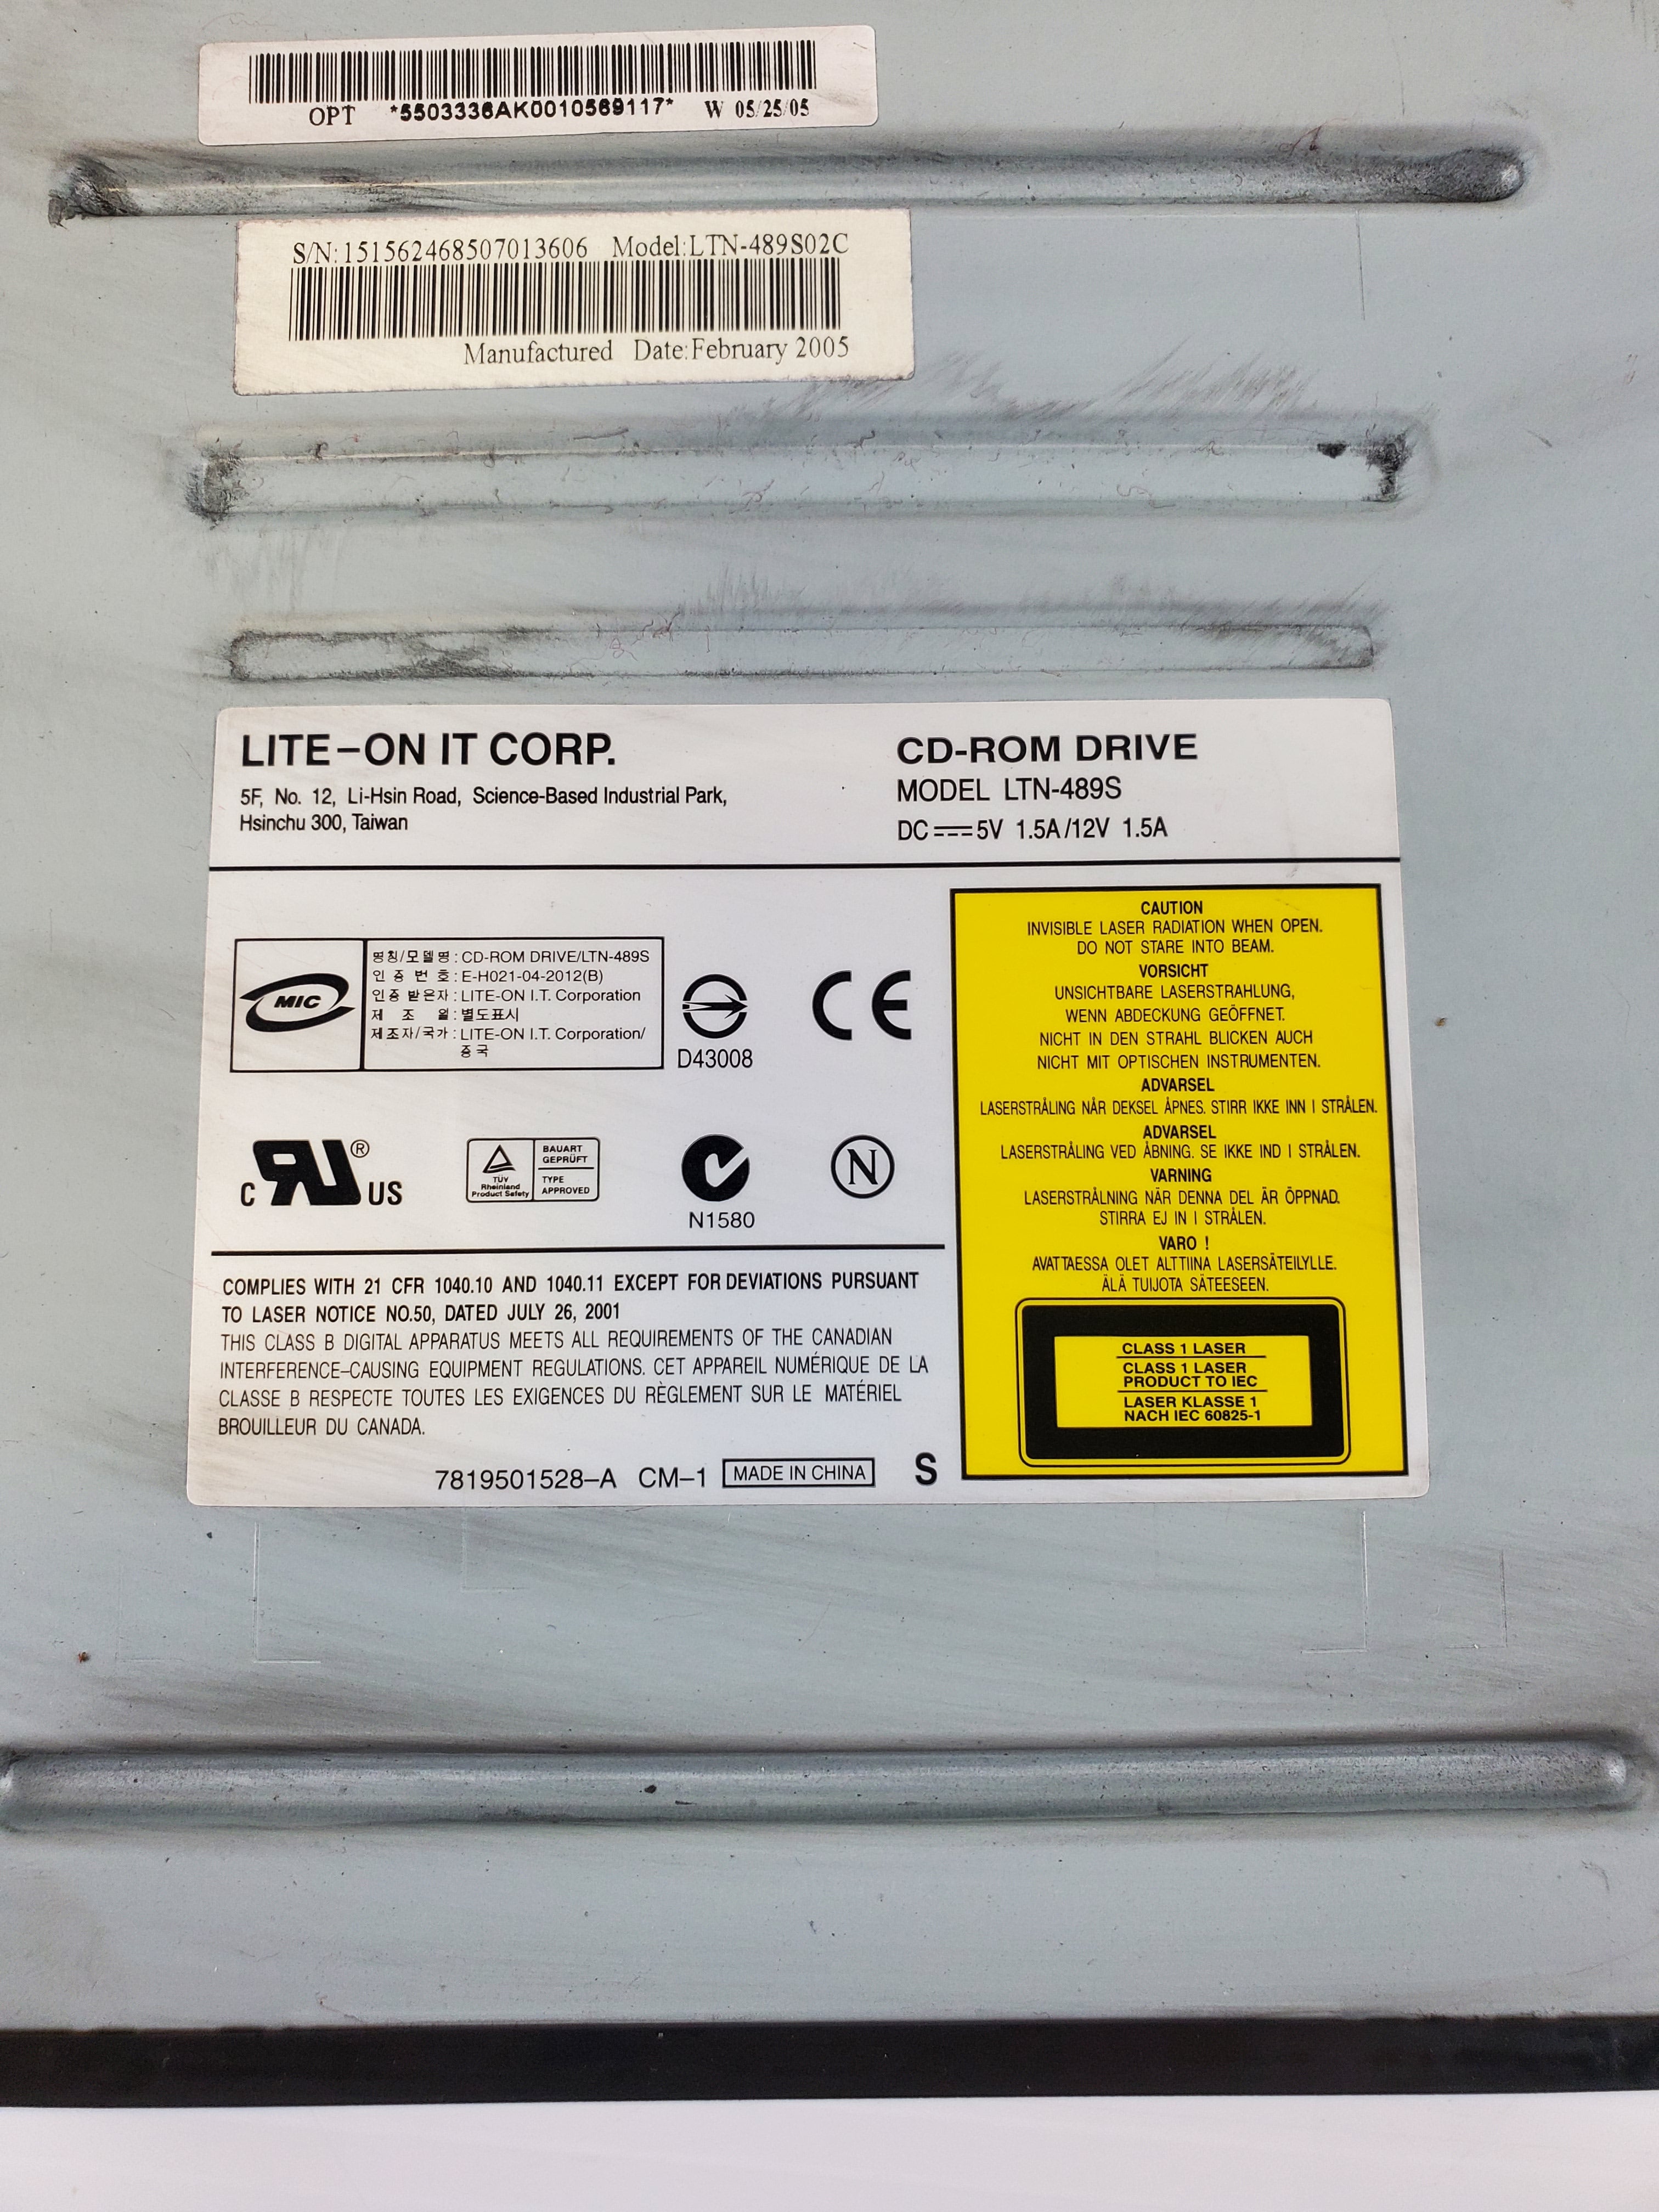 OPT *5503336AK0010569117* W 05/25/05
S/N:151562468507013606 Model:LTN-489S02C
Manufactured Date:February 2005
LITE-ON IT CORP.
5F, No. 12, Li-Hsin Road, Science-Based Industrial Park,
Hsinchu 300, Taiwan
CD-ROM DRIVE
MODEL LTN-489S
DC 5V 1.5A/12V 1.5A
MIC
명칭/모델명 : CD-ROM DRIVE/LTN-489S
인 증 번 호 : E-H021-04-2012(B)
인증 받은자 : LITE-ON I.T. Corporation
제 조 일 : 별도표시
제조자/국가 : LITE-ON I.T. Corporation/
중국
D43008
CE
C RU ® US
TÜV
Rheinland
Product Safety
BAUART
GEPRÜFT
TYPE
APPROVED
N1580
N
COMPLIES WITH 21 CFR 1040.10 AND 1040.11 EXCEPT FOR DEVIATIONS PURSUANT
TO LASER NOTICE NO.50, DATED JULY 26, 2001
THIS CLASS B DIGITAL APPARATUS MEETS ALL REQUIREMENTS OF THE CANADIAN
INTERFERENCE-CAUSING EQUIPMENT REGULATIONS. CET APPAREIL NUMÉRIQUE DE LA
CLASSE B RESPECTE TOUTES LES EXIGENCES DU RÈGLEMENT SUR LE MATÉRIEL
BROUILLEUR DU CANADA.
7819501528-A CM-1 MADE IN CHINA S
CAUTION
INVISIBLE LASER RADIATION WHEN OPEN.
DO NOT STARE INTO BEAM.
VORSICHT
UNSICHTBARE LASERSTRAHLUNG,
WENN ABDECKUNG GEÖFFNET.
NICHT IN DEN STRAHL BLICKEN AUCH
NICHT MIT OPTISCHEN INSTRUMENTEN.
ADVARSEL
LASERSTRÅLING NÅR DEKSEL ÅPNES. STIRR IKKE INN I STRÅLEN.
ADVARSEL
LASERSTRÅLING VED ÅBNING. SE IKKE IND I STRÅLEN.
VARNING
LASERSTRÅLNING NÄR DENNA DEL ÄR ÖPPNAD.
STIRRA EJ IN I STRÅLEN.
VARO !
AVATTAESSA OLET ALTTIINA LASERSÄTEILYLLE.
ÄLÄ TUIJOTA SÄTEESEEN.
CLASS 1 LASER
CLASS 1 LASER
PRODUCT TO IEC
LASER KLASSE 1
NACH IEC 60825-1